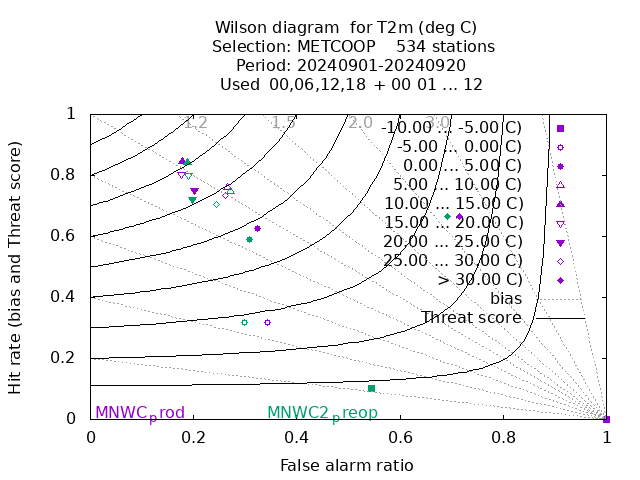 Wilson diagram  for T2m (deg C)
Selection: METCOOP    534 stations
Period: 20240901-20240920
Used  00,06,12,18  + 00 01 ... 12
Hit rate (bias and Threat score)
1
0.8
0.6
0.4
0.2
0
1.2
1.5
2.0
3.0
-10.00 ... -5.00 C)
-5.00 ... 0.00 C)
0.00 ... 5.00 C)
5.00 ... 10.00 C)
10.00 ... 15.00 C)
15.00 ... 20.00 C)
20.00 ... 25.00 C)
25.00 ... 30.00 C)
> 30.00 C)
bias
Threat score
MNWCprod MNWC2preop
0 0.2 0.4 0.6 0.8 1
False alarm ratio